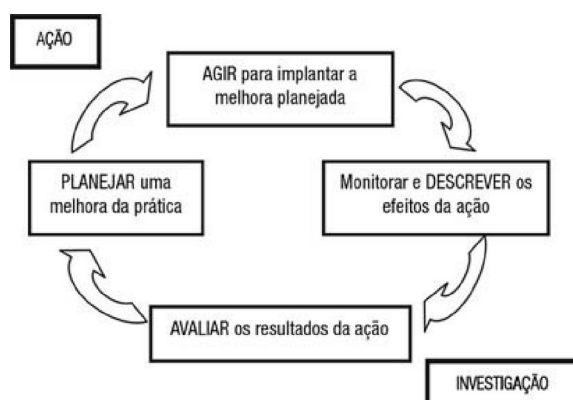 AÇÃO
AGIR para implantar a
melhora planejada
PLANEJAR uma
melhora da prática
Monitorar e DESCREVER os
efeitos da ação
AVALIAR os resultados da ação
INVESTIGAÇÃO